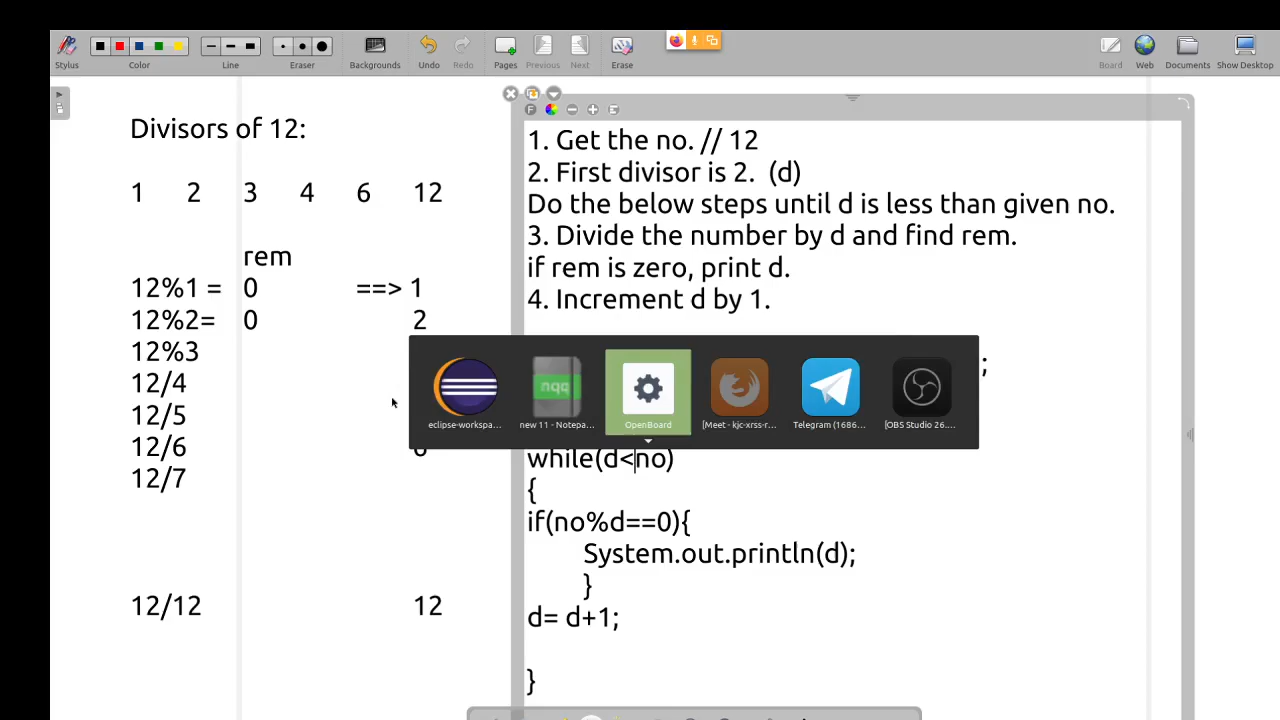 Stylus
Color
Line
Eraser
Backgrounds
Undo
Redo
Pages
Previous
Next
Erase
Board
Web
Documents
Show Desktop
Divisors of 12:
1 2 3 4 6 12
rem
12%1 = 0 ==> 1
12%2= 0 2
12%3
12/4
12/5
12/6
12/7
12/12 12
1. Get the no. // 12
2. First divisor is 2. (d)
Do the below steps until d is less than given no.
3. Divide the number by d and find rem.
if rem is zero, print d.
4. Increment d by 1.
;
nqq
eclipse-workspa...
new 11 - Notepa...
OpenBoard
[Meet - kjc-xrss-r...
Telegram (1686...
[OBS Studio 26....
while(d<no)
{
if(no%d==0){
System.out.println(d);
}
d= d+1;
}